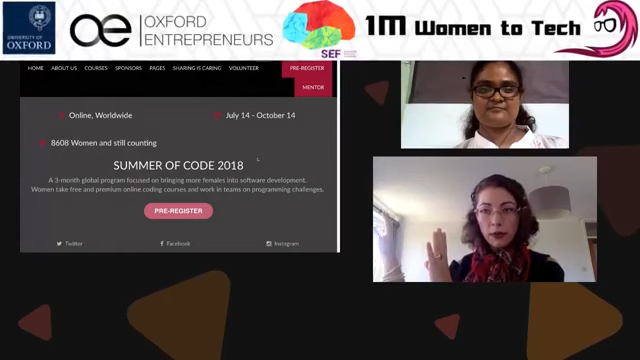 UNIVERSITY OF
OXFORD
oe OXFORD
ENTREPRENEURS
SEF
1M Women to Tech
HOME ABOUT US COURSES SPONSORS PAGES SHARING IS CARING VOLUNTEER PRE-REGISTER
MENTOR
Online, Worldwide
July 14 - October 14
8608 Women and still counting
SUMMER OF CODE 2018
A 3-month global program focused on bringing more females into software development.
Women take free and premium online coding courses and work in teams on programming challenges.
PRE-REGISTER
Twitter
Facebook
Instagram